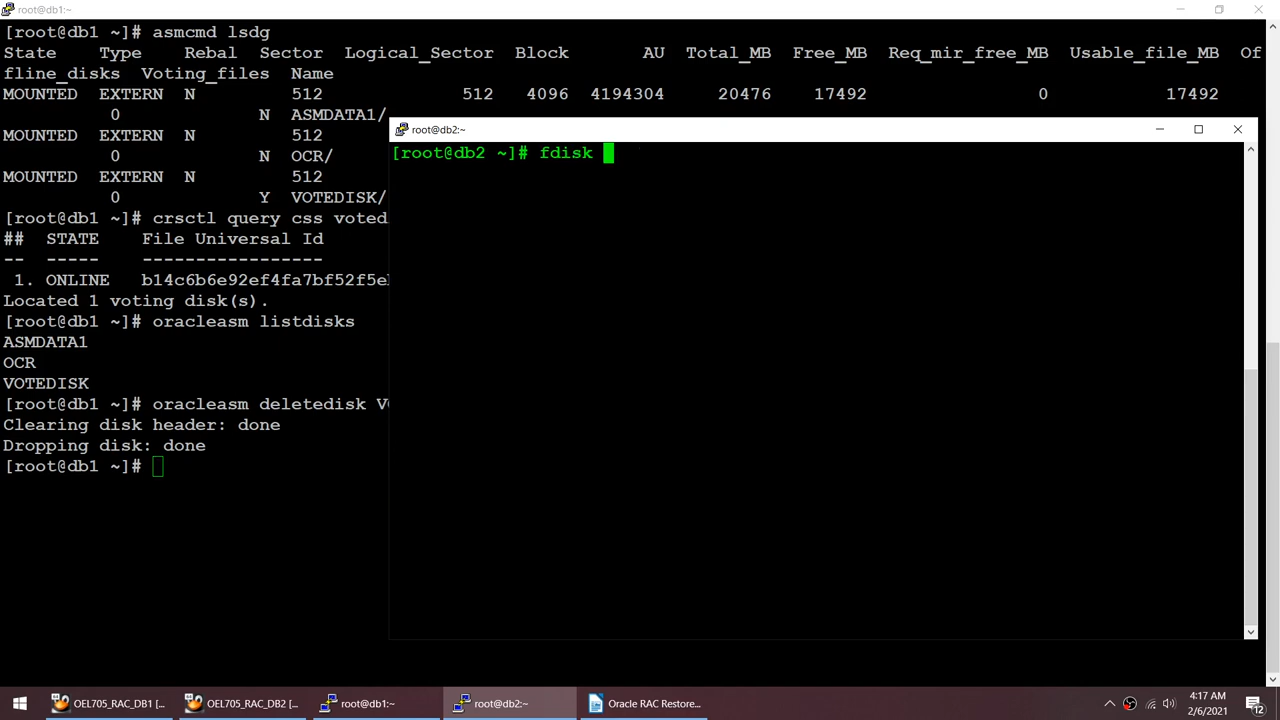 root@db1:~
[root@db1 ~]# asmcmd lsdg
State Type Rebal Sector Logical_Sector Block AU Total_MB Free_MB Req_mir_free_MB Usable_file_MB Of
fline_disks Voting_files Name
MOUNTED EXTERN N 512 512 4096 4194304 20476 17492 0 17492
0 N ASMDATA1/
MOUNTED EXTERN N 512
0 N OCR/
MOUNTED EXTERN N 512
0 Y VOTEDISK/
[root@db1 ~]# crsctl query css voted
## STATE File Universal Id
-- ----- -----------------
1. ONLINE b14c6b6e92ef4fa7bf52f5e
Located 1 voting disk(s).
[root@db1 ~]# oracleasm listdisks
ASMDATA1
OCR
VOTEDISK
[root@db1 ~]# oracleasm deletedisk V
Clearing disk header: done
Dropping disk: done
[root@db1 ~]#
root@db2:~
[root@db2 ~]# fdisk
OEL705_RAC_DB1 [...
OEL705_RAC_DB2 [...
root@db1:~
root@db2:~
Oracle RAC Restore...
4:17 AM
2/6/2021
12